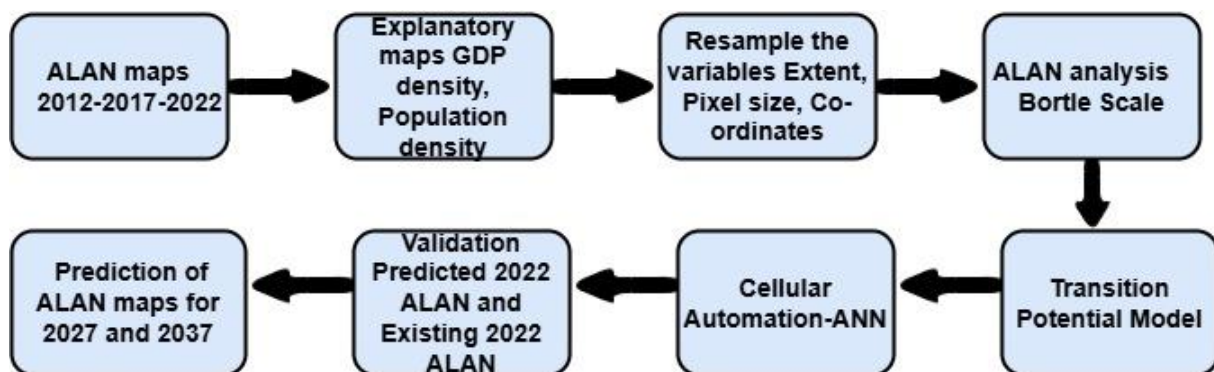 ALAN maps
2012-2017-2022
Explanatory
maps GDP
density,
Population
density
Resample the
variables Extent,
Pixel size, Co-
ordinates
ALAN analysis
Bortle Scale
Transition
Potential Model
Cellular
Automation-ANN
Validation
Predicted 2022
ALAN and
Existing 2022
ALAN
Prediction of
ALAN maps for
2027 and 2037